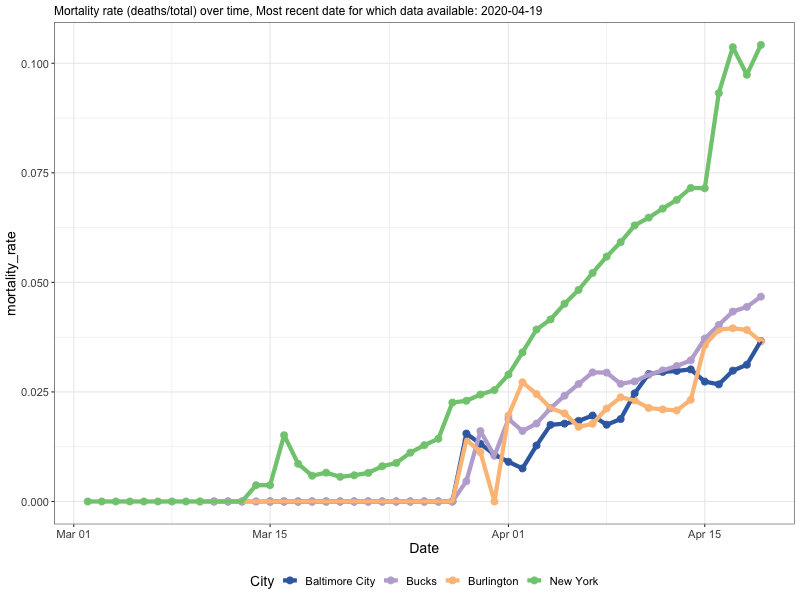 Mortality rate (deaths/total) over time, Most recent date for which data available: 2020-04-19
0.100
0.075
0.050
0.025
0.000
mortality_rate
Mar 01 Mar 15 Apr 01 Apr 15
Date
City Baltimore City Bucks Burlington New York